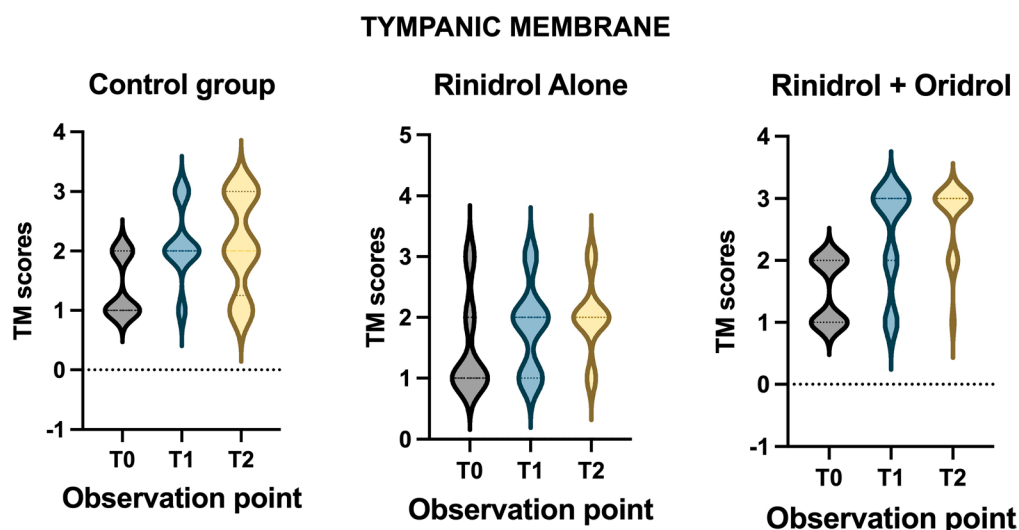 TYMPANIC MEMBRANE
Control group
TM scores
4
3
2
1
0
-1
T0 T1 T2
Observation point
Rinidrol Alone
TM scores
5
4
3
2
1
0
T0 T1 T2
Observation point
Rinidrol + Oridrol
TM scores
4
3
2
1
0
-1
T0 T1 T2
Observation point